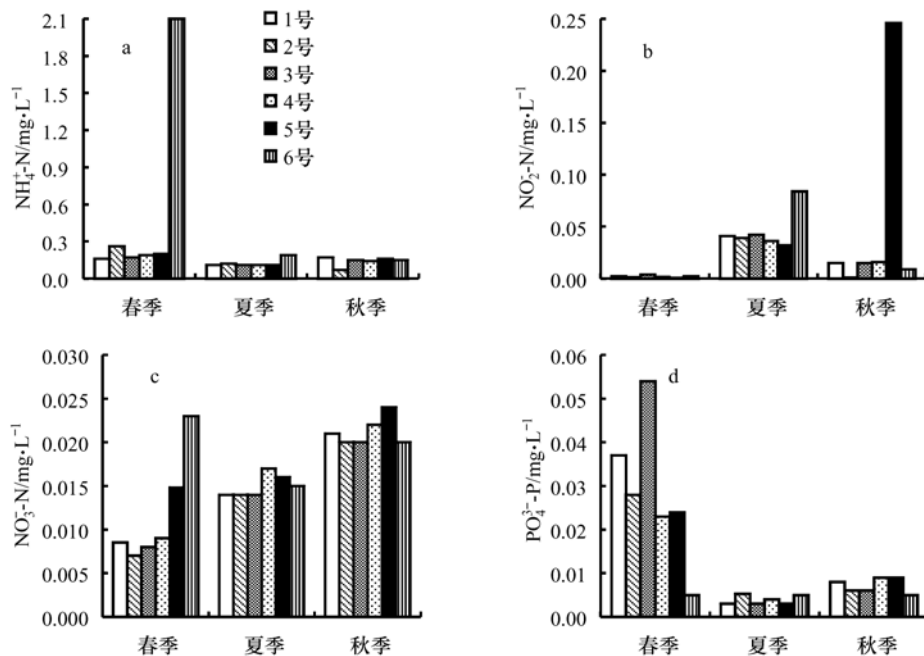 2.1
1.8
1.5
1.2
0.9
0.6
0.3
0.0
NH₄⁺-N/mg·L⁻¹
a
1号
2号
3号
4号
5号
6号
春季 夏季 秋季
0.25
0.20
0.15
0.10
0.05
0.00
NO₂⁻-N/mg·L⁻¹
b
春季 夏季 秋季
0.030
0.025
0.020
0.015
0.010
0.005
0.000
NO₃⁻-N/mg·L⁻¹
c
春季 夏季 秋季
0.06
0.05
0.04
0.03
0.02
0.01
0.00
PO₄³⁻-P/mg·L⁻¹
d
春季 夏季 秋季